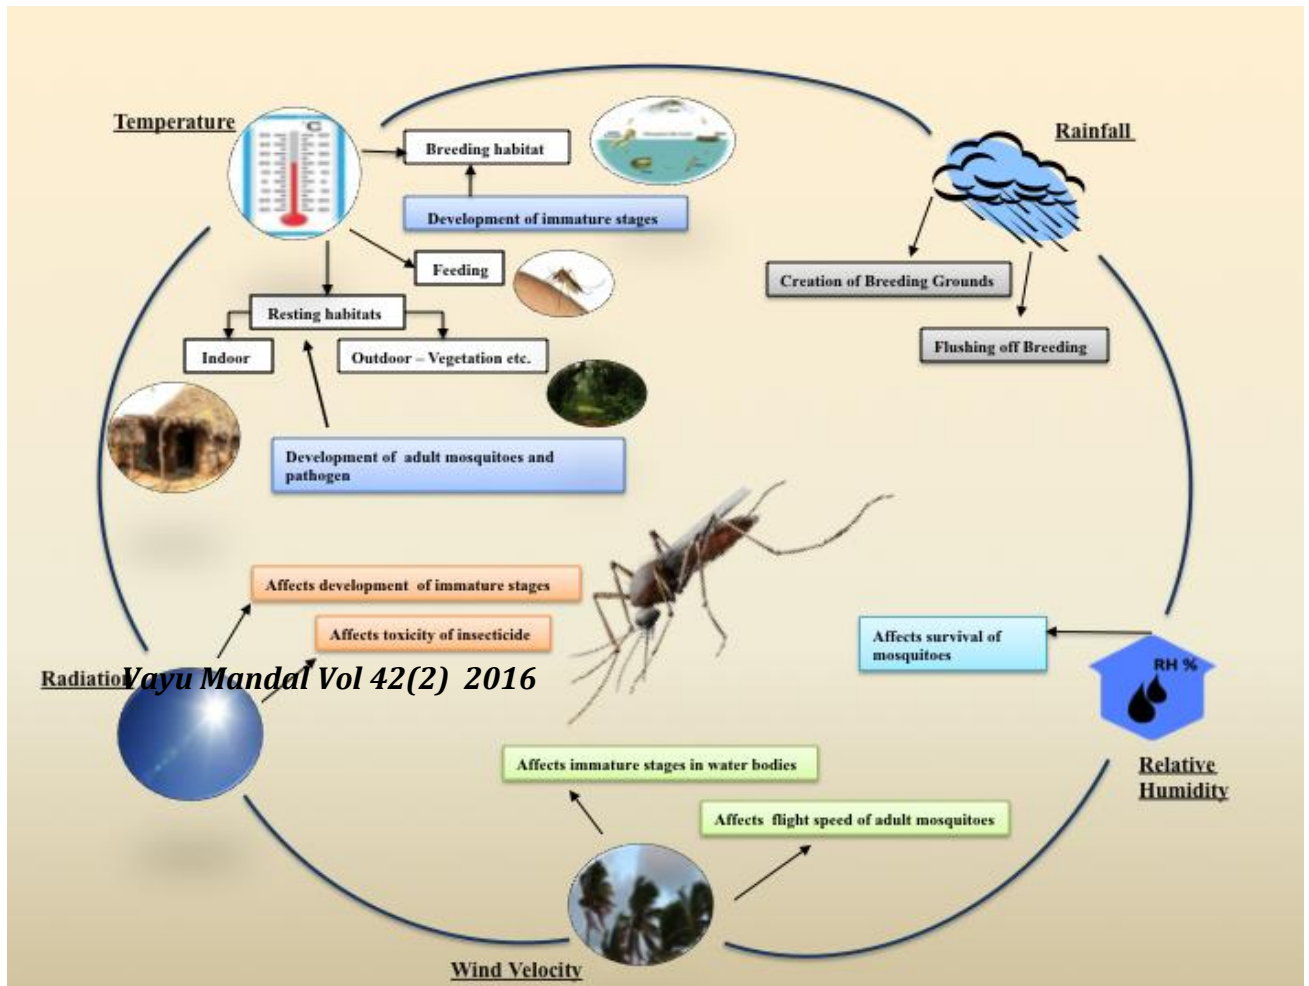 Temperature
C
Breeding habitat
Development of immature stages
Feeding
Resting habitats
Indoor
Outdoor – Vegetation etc.
Development of adult mosquitoes and
pathogen
Rainfall
Creation of Breeding Grounds
Flushing off Breeding
Affects development of immature stages
Affects toxicity of insecticide
Radiation
Vayu Mandal Vol 42(2) 2016
Affects survival of
mosquitoes
RH %
Relative
Humidity
Affects immature stages in water bodies
Affects flight speed of adult mosquitoes
Wind Velocity